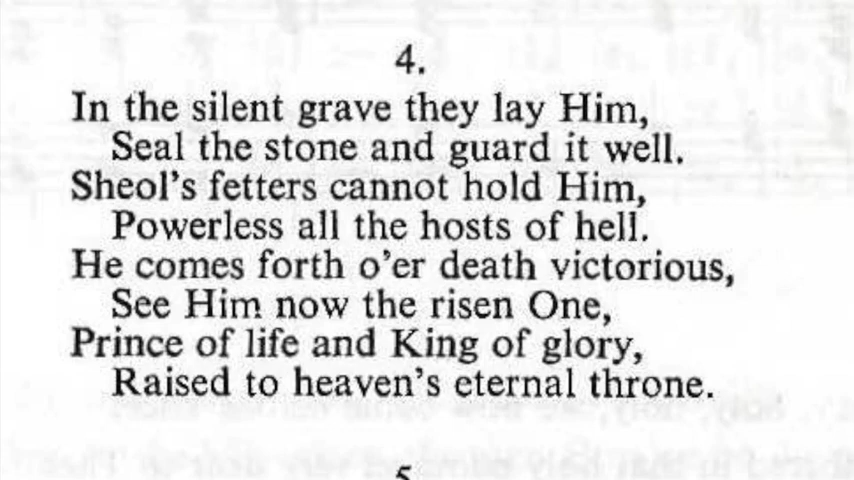 4.
In the silent grave they lay Him,
Seal the stone and guard it well.
Sheol's fetters cannot hold Him,
Powerless all the hosts of hell.
He comes forth o'er death victorious,
See Him now the risen One,
Prince of life and King of glory,
Raised to heaven's eternal throne.
5